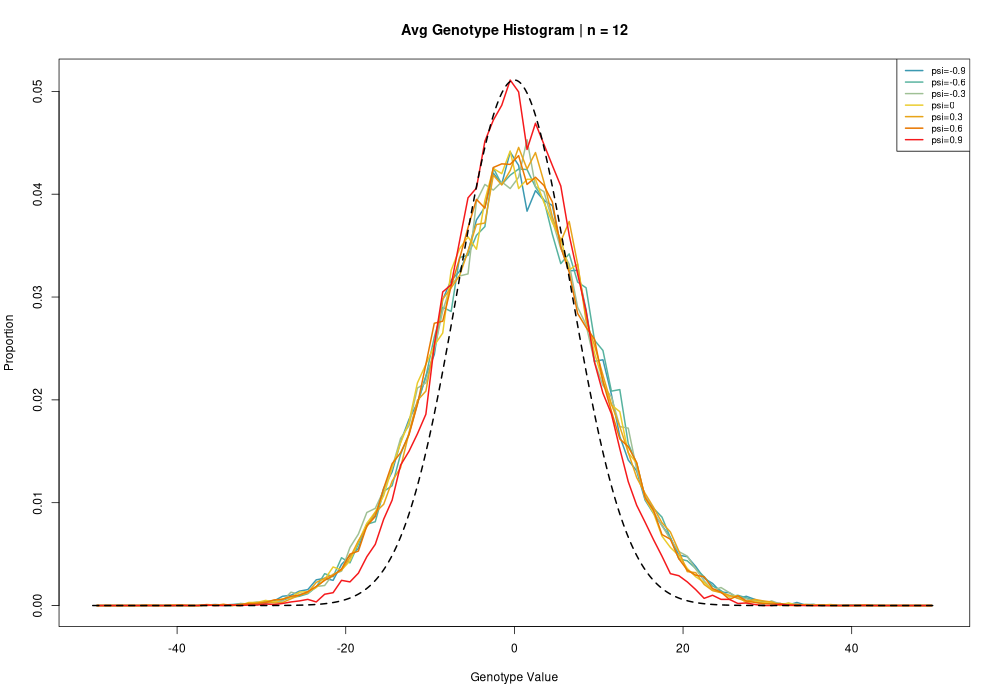 Avg Genotype Histogram | n = 12
psi=-0.9
psi=-0.6
psi=-0.3
psi=0
psi=0.3
psi=0.6
psi=0.9
Proportion
0.05
0.04
0.03
0.02
0.01
0.00
-40 -20 0 20 40
Genotype Value